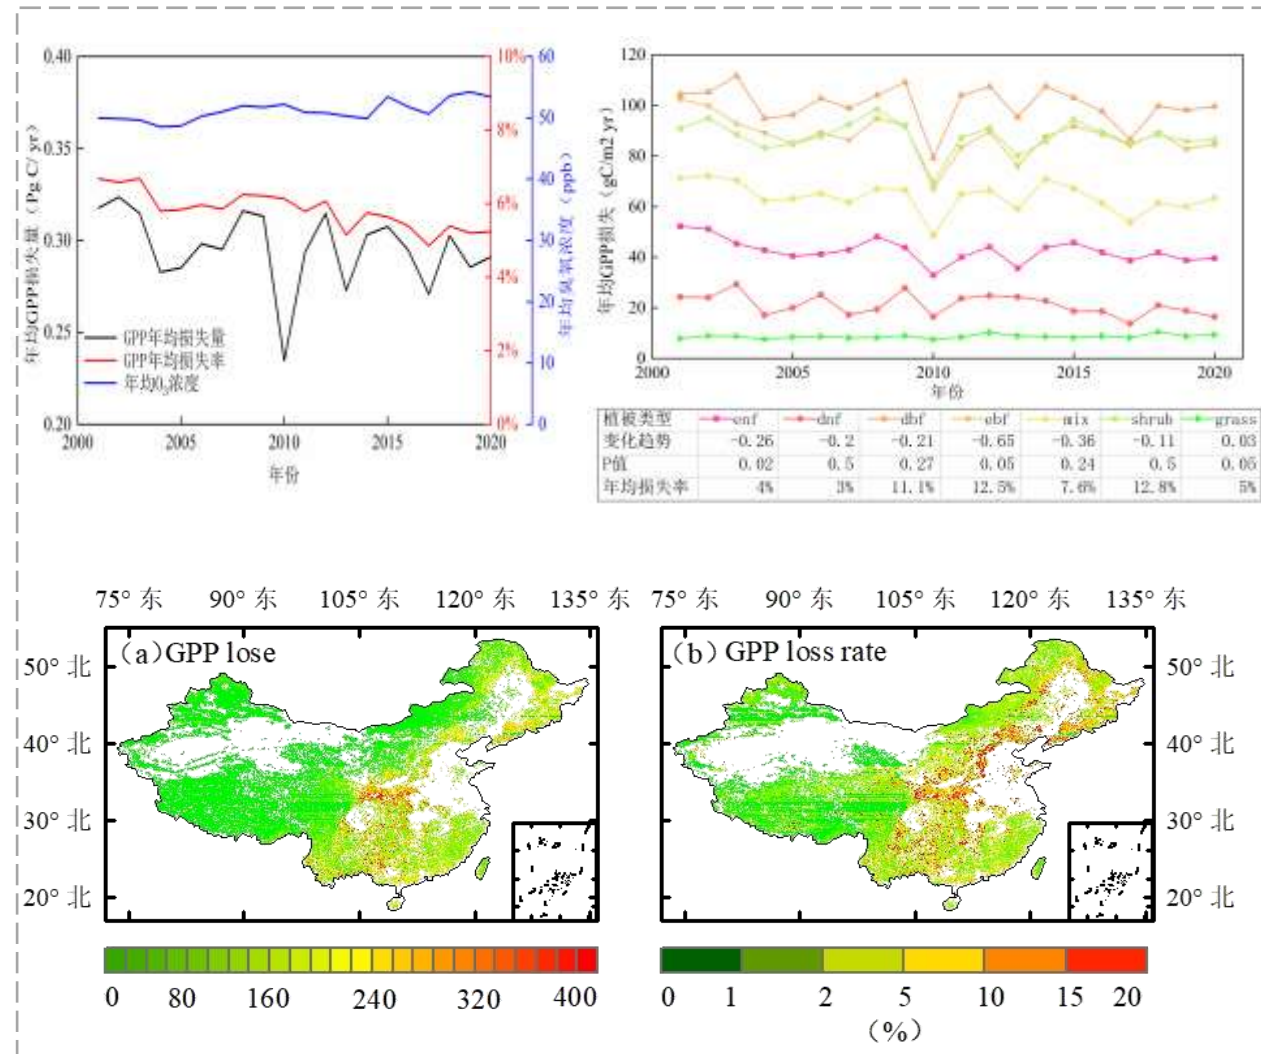 0.40
0.35
0.30
0.25
0.20
年均GPP损失量（Pg C/ yr）
10%
8%
6%
4%
2%
0%
60
50
40
30
20
10
0
年均臭氧浓度（ppb）
GPP年均损失量
GPP年均损失率
年均O3浓度
2000 2005 2010 2015 2020
年份
120
100
80
60
40
20
0
年均GPP损失（gC/m2 yr）
2000 2005 2010 2015 2020
年份
植被类型 enf dnf dbf ebf mix shrub grass
变化趋势 -0.26 -0.2 -0.21 -0.65 -0.36 -0.11 0.03
P值 0.02 0.5 0.27 0.05 0.24 0.5 0.05
年均损失率 4% 3% 11.1% 12.5% 7.6% 12.8% 5%
75° 东 90° 东 105° 东 120° 东 135° 东
75° 东 90° 东 105° 东 120° 东 135° 东
（a）GPP lose
（b）GPP loss rate
50° 北
40° 北
30° 北
20° 北
50° 北
40° 北
30° 北
20° 北
0 80 160 240 320 400
0 1 2 5 10 15 20
（%）